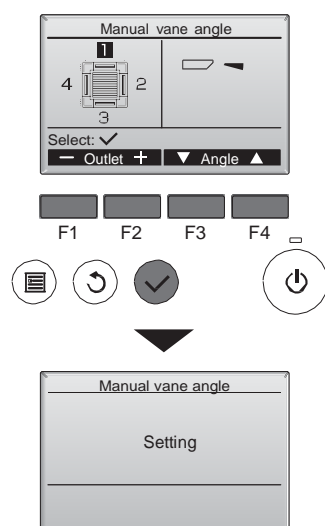 Manual vane angle
1
4 2
3
Select:
− Outlet + ▼ Angle ▲
F1 F2 F3 F4
Manual vane angle
Setting